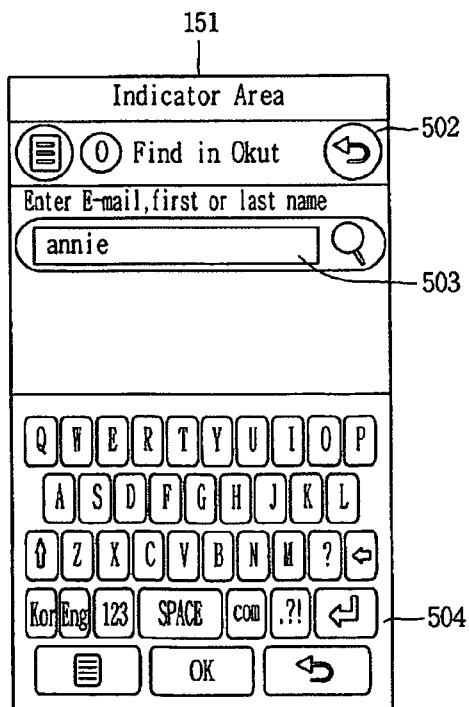 151
Indicator Area
0 Find in Okut
502
Enter E-mail,first or last name
annie
503
Q W E R T Y U I O P
A S D F G H J K L
Z X C V B N M ?
Kor Eng 123 SPACE com .?!
504
OK